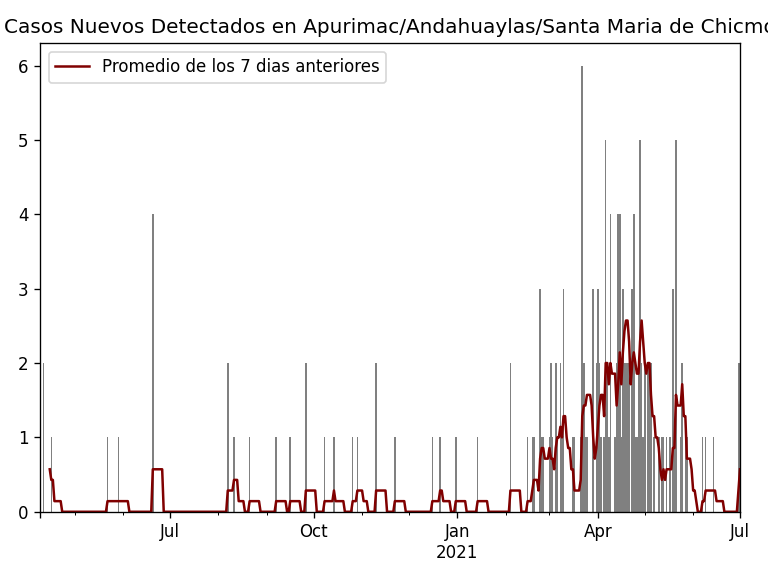 Casos Nuevos Detectados en Apurimac/Andahuaylas/Santa Maria de Chicmo
Promedio de los 7 dias anteriores
6
5
4
3
2
1
0
Jul Oct Jan Apr Jul
2021